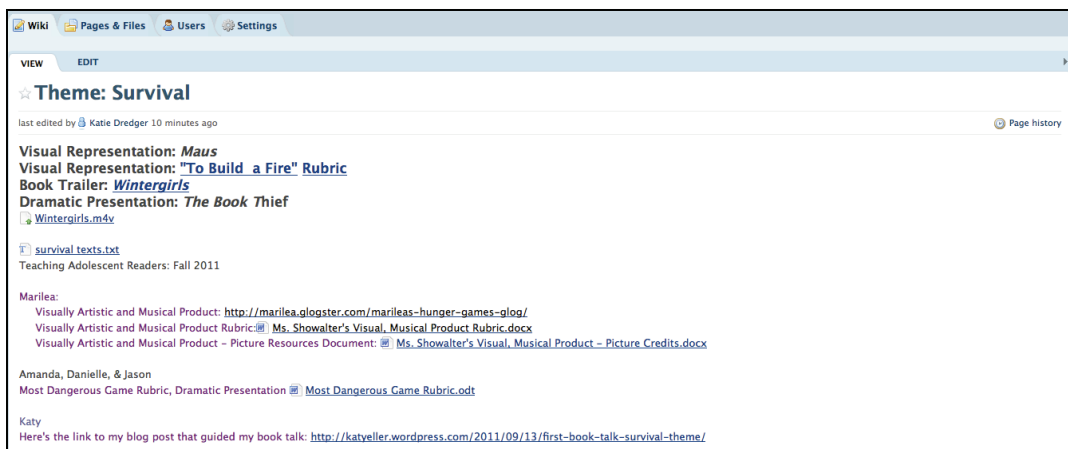 Wiki Pages & Files Users Settings
VIEW EDIT
Theme: Survival
last edited by Katie Dredger 10 minutes ago Page history
Visual Representation: Maus
Visual Representation: "To Build a Fire" Rubric
Book Trailer: Wintergirls
Dramatic Presentation: The Book Thief
Wintergirls.m4v
survival texts.txt
Teaching Adolescent Readers: Fall 2011
Marilea:
Visually Artistic and Musical Product: http://marilea.glogster.com/marileas-hunger-games-glog/
Visually Artistic and Musical Product Rubric: Ms. Showalter's Visual, Musical Product Rubric.docx
Visually Artistic and Musical Product - Picture Resources Document: Ms. Showalter's Visual, Musical Product - Picture Credits.docx
Amanda, Danielle, & Jason
Most Dangerous Game Rubric, Dramatic Presentation Most Dangerous Game Rubric.odt
Katy
Here's the link to my blog post that guided my book talk: http://katyeller.wordpress.com/2011/09/13/first-book-talk-survival-theme/